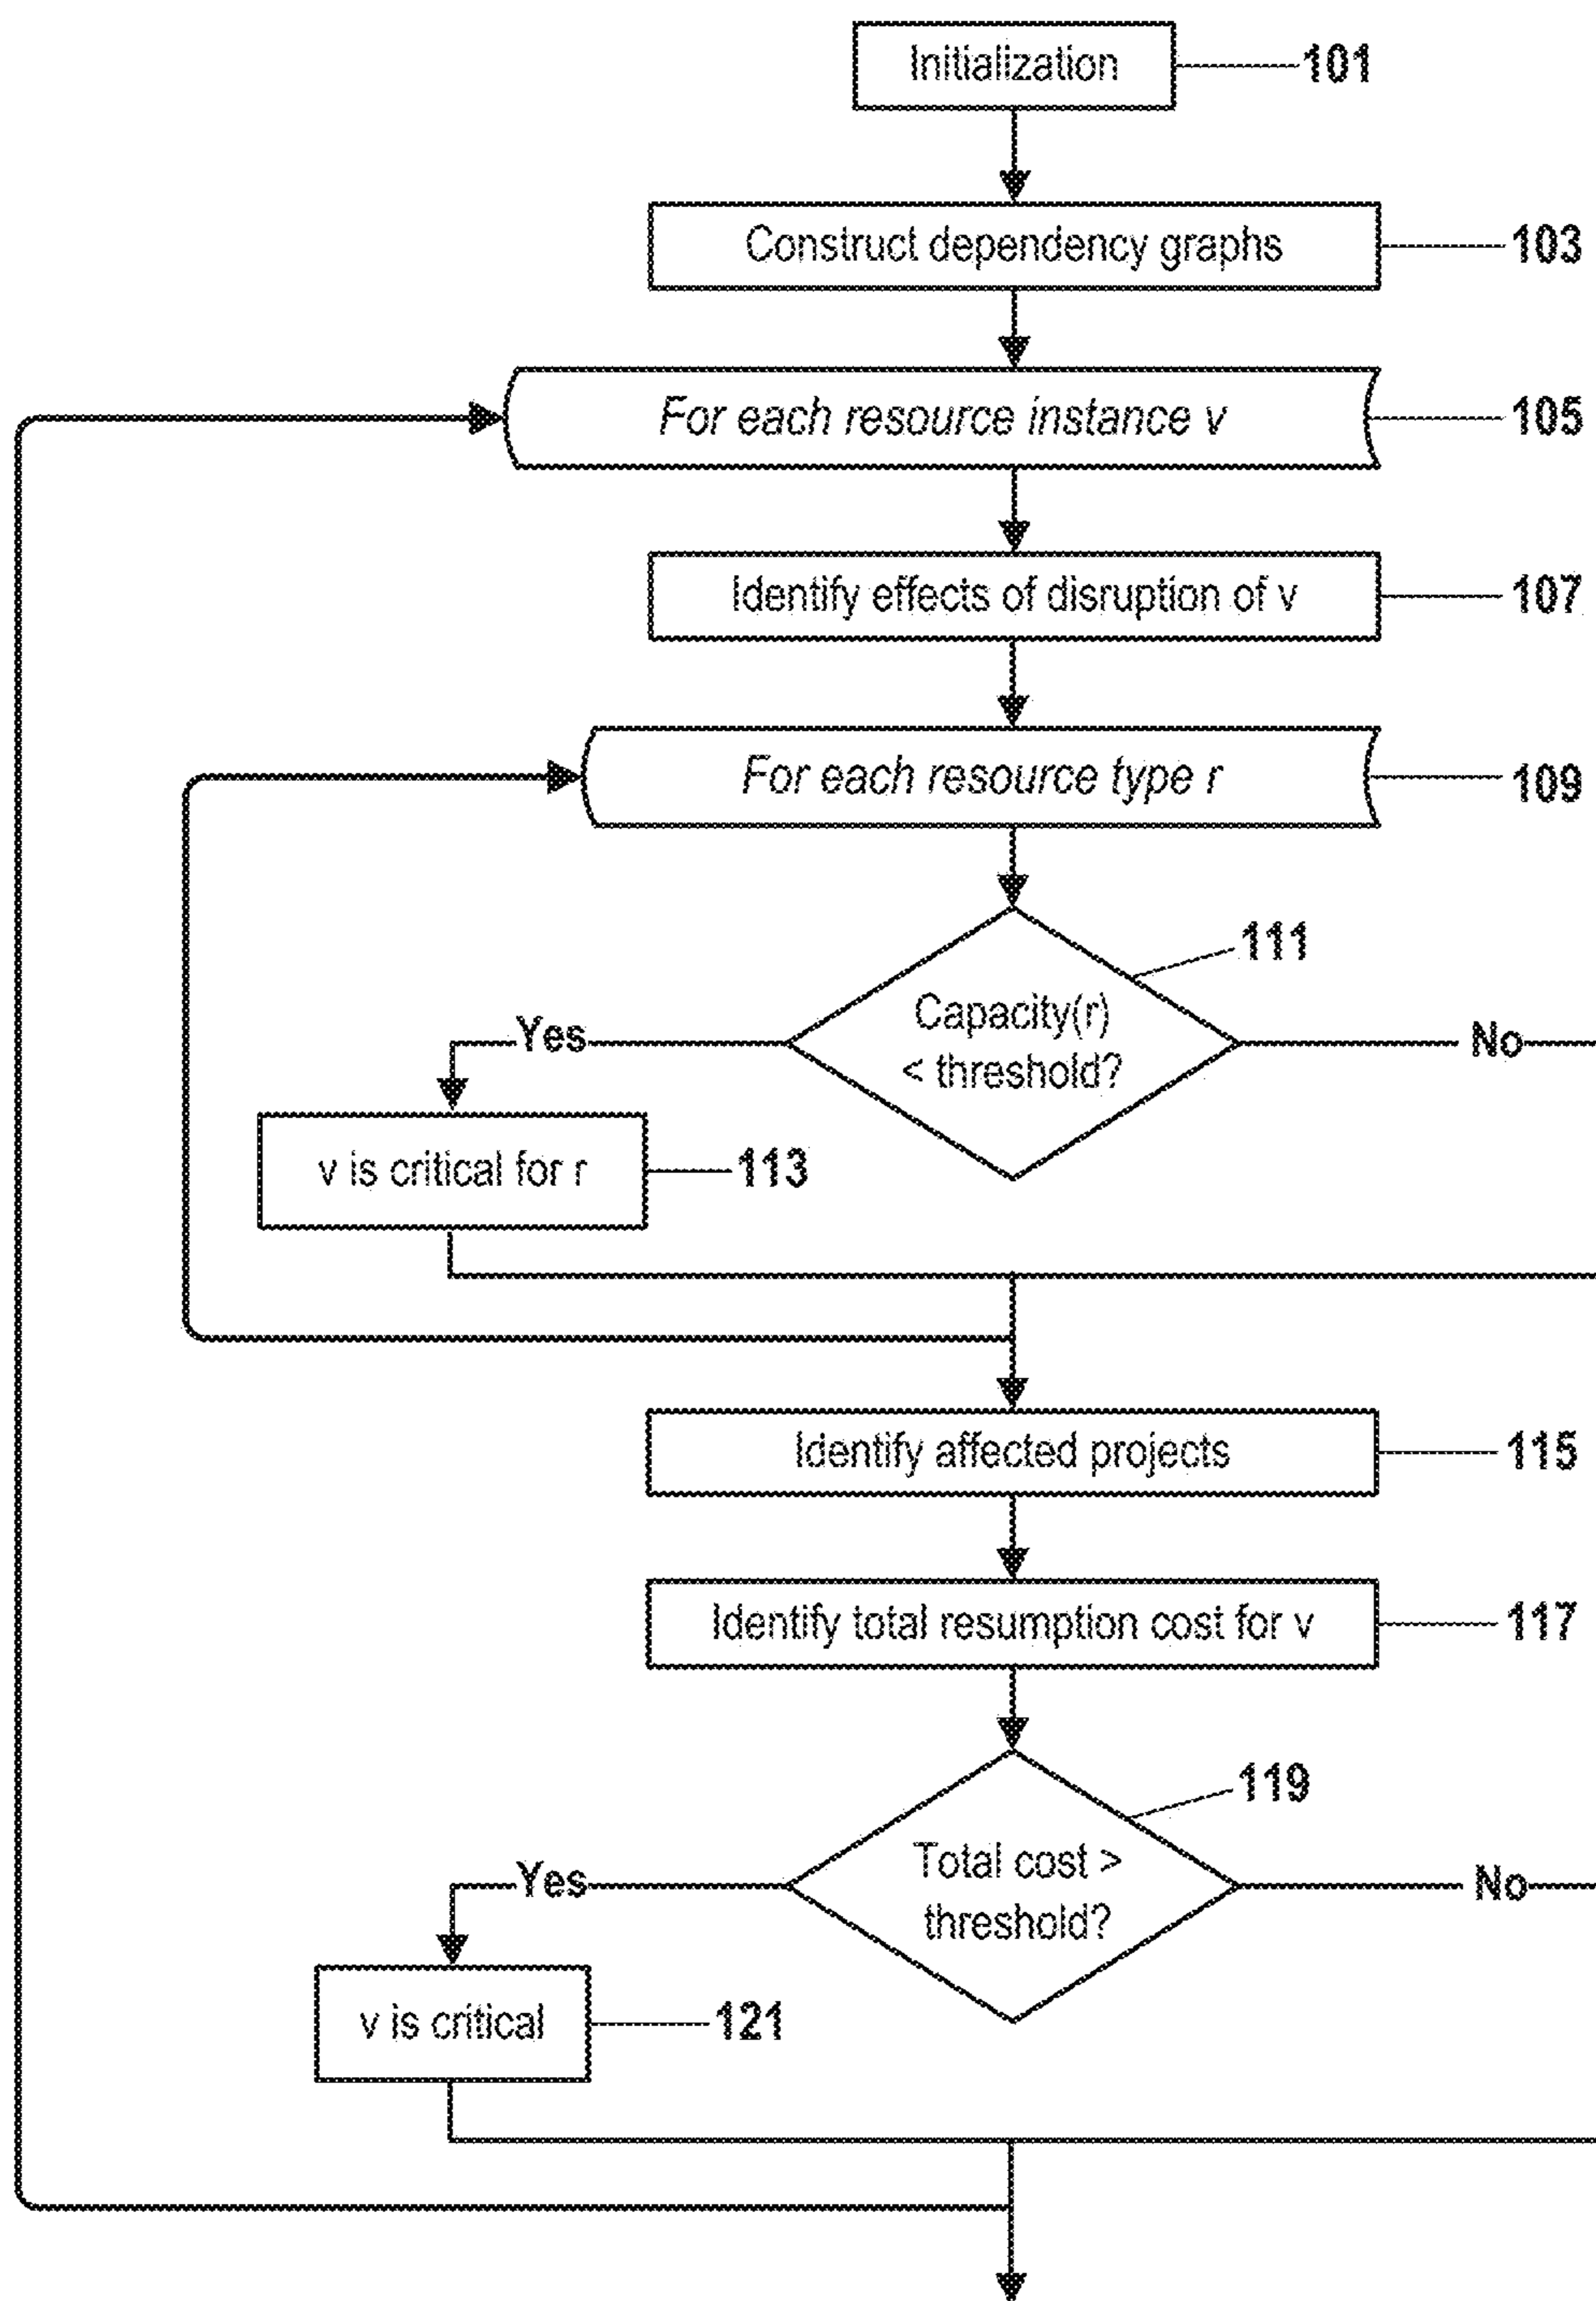 Initialization
101
Construct dependency graphs
103
For each resource instance v
105
Identify effects of disruption of v
107
For each resource type r
109
111
Capacity(r)
< threshold?
Yes
No
v is critical for r
113
Identify affected projects
115
Identify total resumption cost for v
117
119
Total cost >
threshold?
Yes
No
v is critical
121